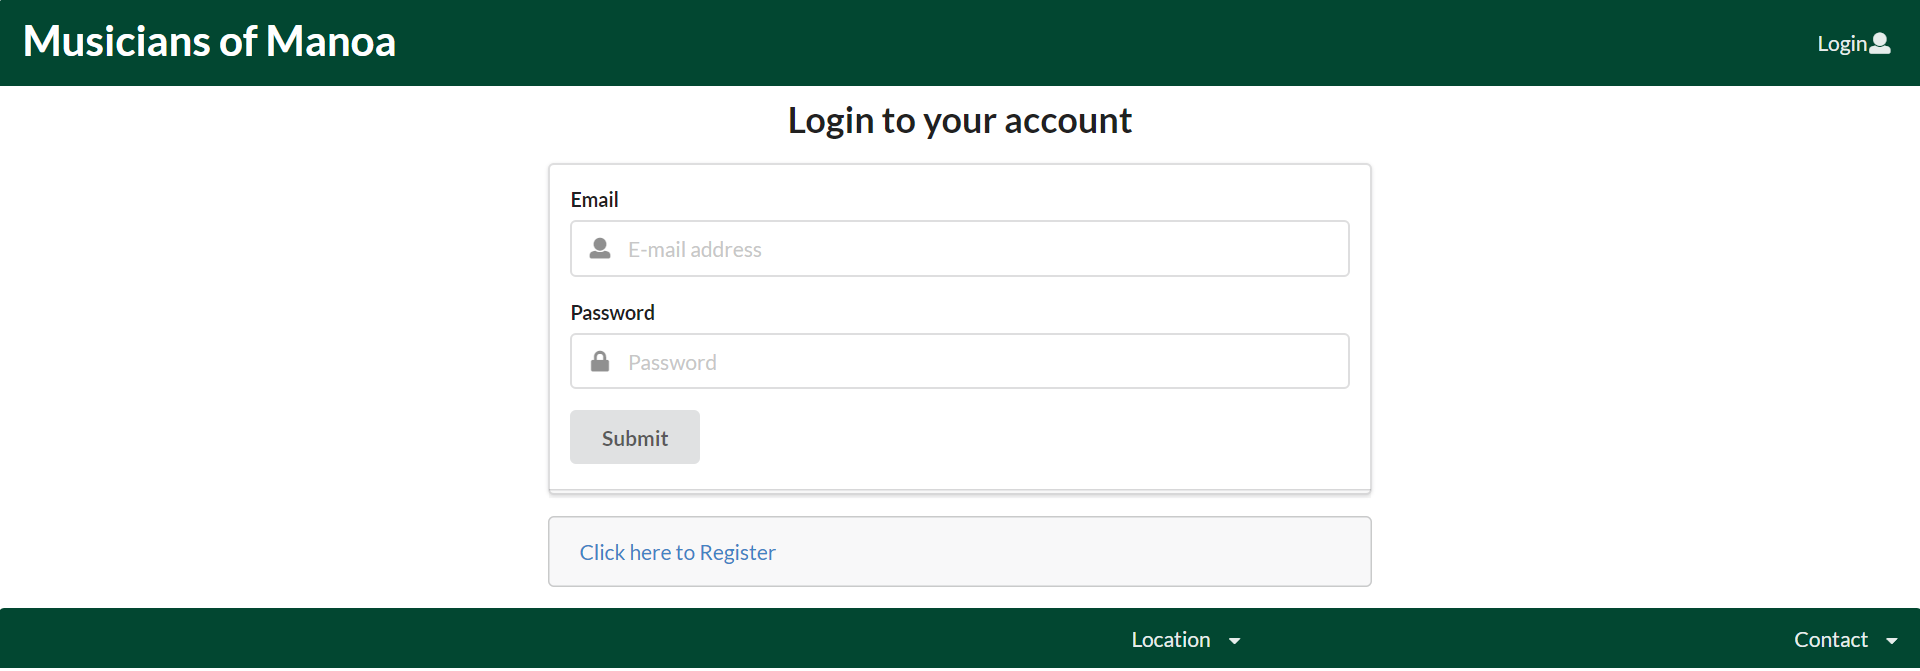 Musicians of Manoa
Login
Login to your account
Email
E-mail address
Password
Password
Submit
Click here to Register
Location
Contact